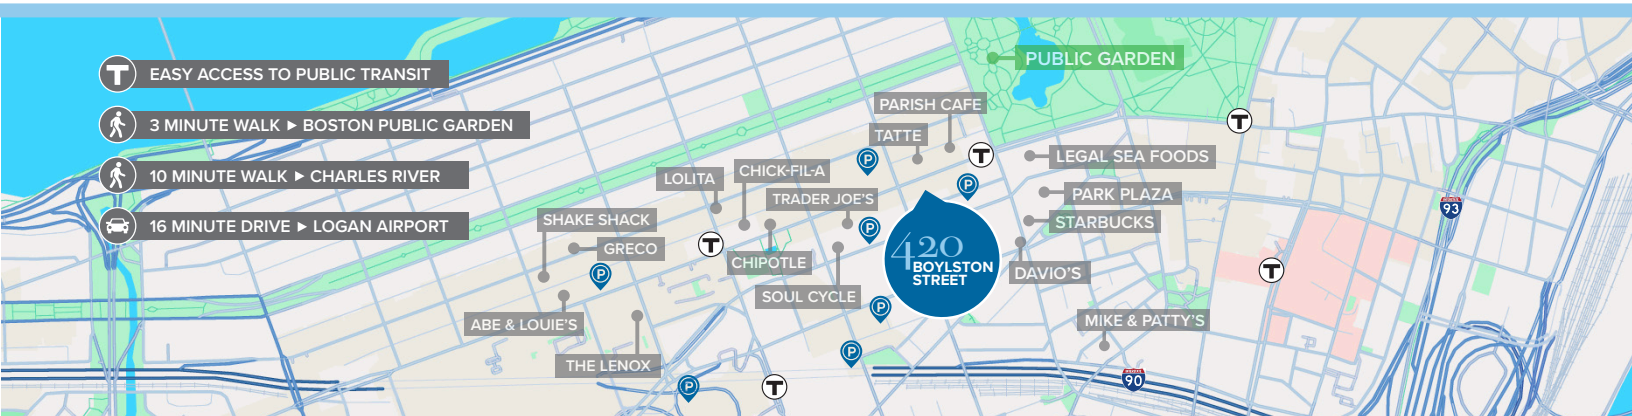 T EASY ACCESS TO PUBLIC TRANSIT
3 MINUTE WALK ▶ BOSTON PUBLIC GARDEN
10 MINUTE WALK ▶ CHARLES RIVER
16 MINUTE DRIVE ▶ LOGAN AIRPORT
PUBLIC GARDEN
PARISH CAFE
T
TATTE
T
LEGAL SEA FOODS
P
CHICK-FIL-A
LOLITA
P
PARK PLAZA
TRADER JOE'S
93
SHAKE SHACK
STARBUCKS
P
GRECO
T
420
BOYLSTON
STREET
CHIPOTLE
DAVIO'S
T
P
SOUL CYCLE
P
ABE & LOUIE'S
MIKE & PATTY'S
P
THE LENOX
90
P
T